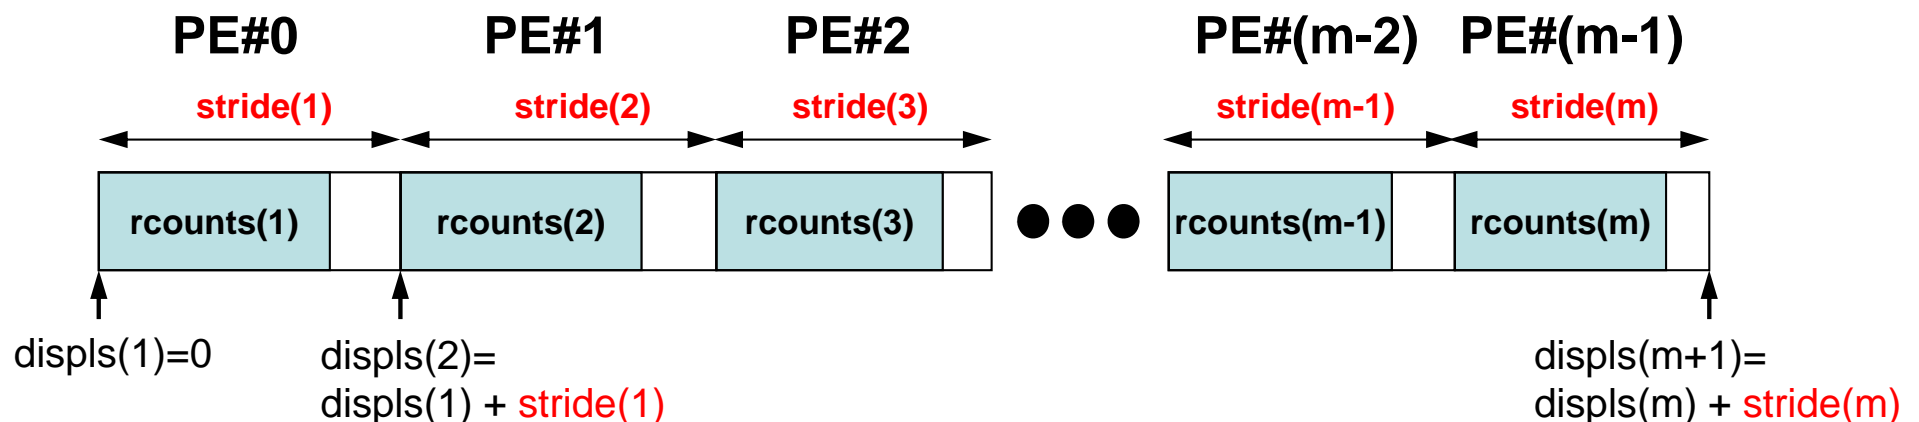 PE#0 PE#1 PE#2 PE#(m-2) PE#(m-1)
stride(1) stride(2) stride(3) stride(m-1) stride(m)
rcounts(1) rcounts(2) rcounts(3) rcounts(m-1) rcounts(m)
displs(1)=0 displs(2)= displs(m+1)=
displs(1) + stride(1) displs(m) + stride(m)